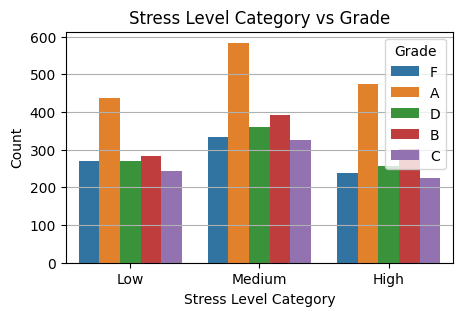 Stress Level Category vs Grade
600
500
400
300
200
100
0
Count
Grade
F
A
D
B
C
Low
Medium
High
Stress Level Category